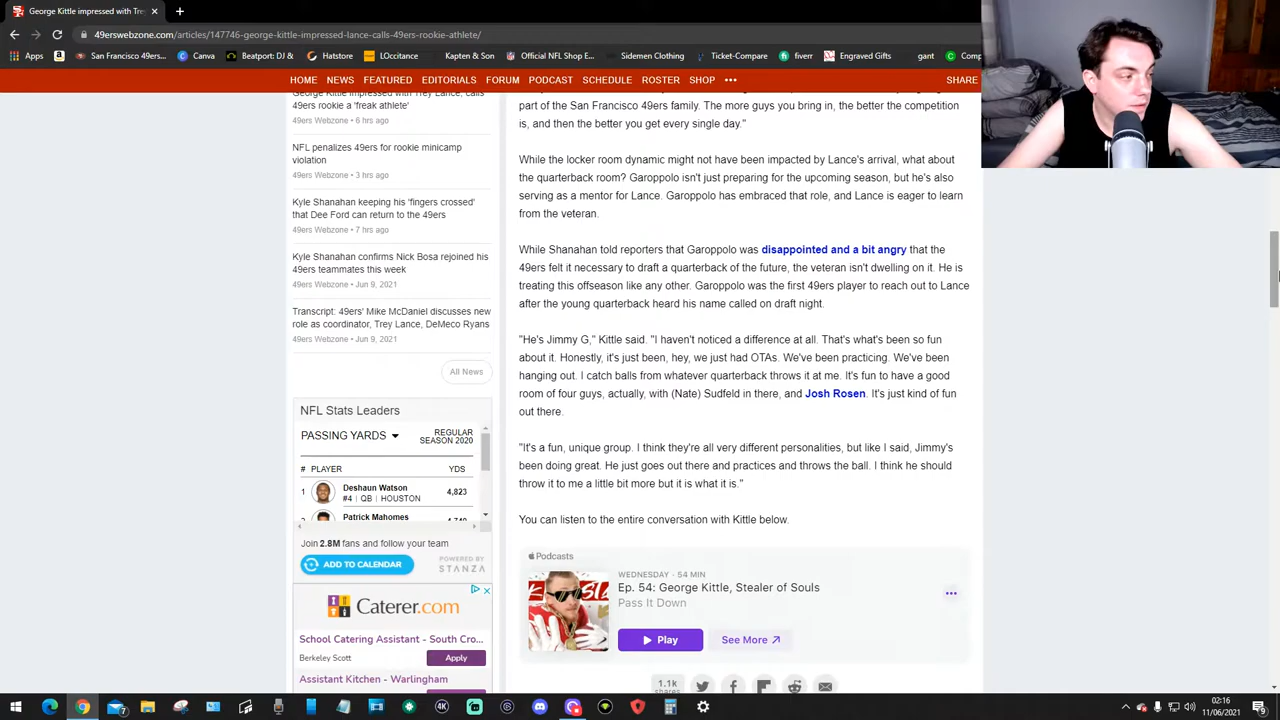 George Kittle impressed with Trey
49erswebzone.com/articles/147746-george-kittle-impressed-lance-calls-49ers-rookie-athlete/
Apps San Francisco 49er... Canva Beatport: DJ & Hatstore LOccitance Kapten & Son Official NFL Shop E... Sidemen Clothing Ticket-Compare fiverr Engraved Gifts gant Comp
HOME NEWS FEATURED EDITORIALS FORUM PODCAST SCHEDULE ROSTER SHOP ••• SHARE
George Kittle impressed with Trey Lance, calls
49ers rookie a 'freak athlete'
49ers Webzone • 6 hrs ago
NFL penalizes 49ers for rookie minicamp
violation
49ers Webzone • 3 hrs ago
Kyle Shanahan keeping his 'fingers crossed'
that Dee Ford can return to the 49ers
49ers Webzone • 7 hrs ago
Kyle Shanahan confirms Nick Bosa rejoined his
49ers teammates this week
49ers Webzone • Jun 9, 2021
Transcript: 49ers' Mike McDaniel discusses new
role as coordinator, Trey Lance, DeMeco Ryans
49ers Webzone • Jun 9, 2021
All News
NFL Stats Leaders
PASSING YARDS REGULAR
SEASON 2020
# PLAYER YDS
1 Deshaun Watson 4,823
#4 | QB | HOUSTON
Patrick Mahomes
Join 2.8M fans and follow your team
ADD TO CALENDAR POWERED BY
STANZA
Caterer.com
School Catering Assistant - South Cro...
Berkeley Scott Apply
Assistant Kitchen - Warlingham
part of the San Francisco 49ers family. The more guys you bring in, the better the competition
is, and then the better you get every single day."
While the locker room dynamic might not have been impacted by Lance's arrival, what about
the quarterback room? Garoppolo isn't just preparing for the upcoming season, but he's also
serving as a mentor for Lance. Garoppolo has embraced that role, and Lance is eager to learn
from the veteran.
While Shanahan told reporters that Garoppolo was disappointed and a bit angry that the
49ers felt it necessary to draft a quarterback of the future, the veteran isn't dwelling on it. He is
treating this offseason like any other. Garoppolo was the first 49ers player to reach out to Lance
after the young quarterback heard his name called on draft night.
"He's Jimmy G," Kittle said. "I haven't noticed a difference at all. That's what's been so fun
about it. Honestly, it's just been, hey, we just had OTAs. We've been practicing. We've been
hanging out. I catch balls from whatever quarterback throws it at me. It's fun to have a good
room of four guys, actually, with (Nate) Sudfeld in there, and Josh Rosen. It's just kind of fun
out there.
"It's a fun, unique group. I think they're all very different personalities, but like I said, Jimmy's
been doing great. He just goes out there and practices and throws the ball. I think he should
throw it to me a little bit more but it is what it is."
You can listen to the entire conversation with Kittle below.
Podcasts
WEDNESDAY · 54 MIN
Ep. 54: George Kittle, Stealer of Souls
Pass It Down
Play See More
1.1k
shares
02:16
11/06/2021